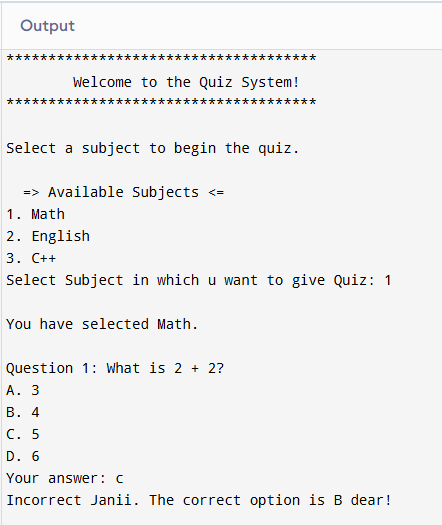 Output
*************************************
Welcome to the Quiz System!
*************************************
Select a subject to begin the quiz.
=> Available Subjects <=
1. Math
2. English
3. C++
Select Subject in which u want to give Quiz: 1
You have selected Math.
Question 1: What is 2 + 2?
A. 3
B. 4
C. 5
D. 6
Your answer: c
Incorrect Janii. The correct option is B dear!